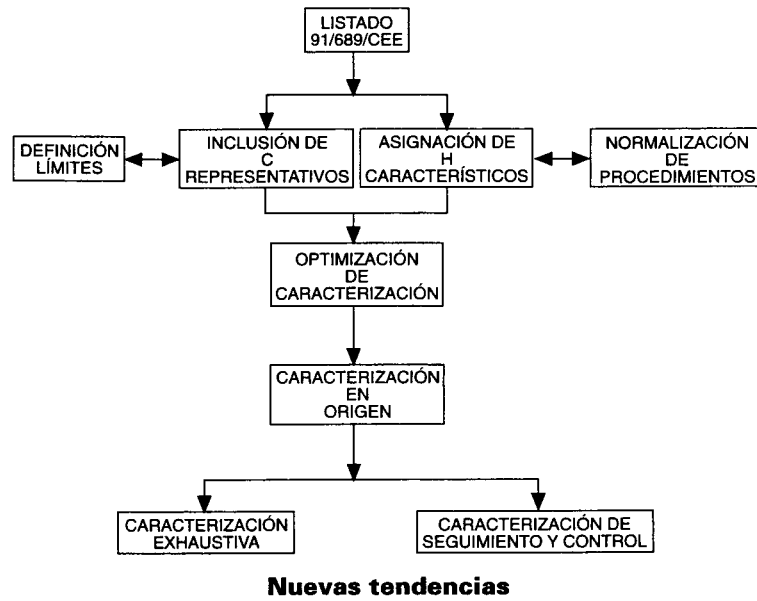 LISTADO
91/689/CEE
DEFINICIÓN
LÍMITES
INCLUSIÓN DE
C
REPRESENTATIVOS
ASIGNACIÓN DE
H
CARACTERÍSTICOS
NORMALIZACIÓN
DE
PROCEDIMIENTOS
OPTIMIZACIÓN
DE
CARACTERIZACIÓN
CARACTERIZACIÓN
EN
ORIGEN
CARACTERIZACIÓN
EXHAUSTIVA
CARACTERIZACIÓN DE
SEGUIMIENTO Y CONTROL
Nuevas tendencias